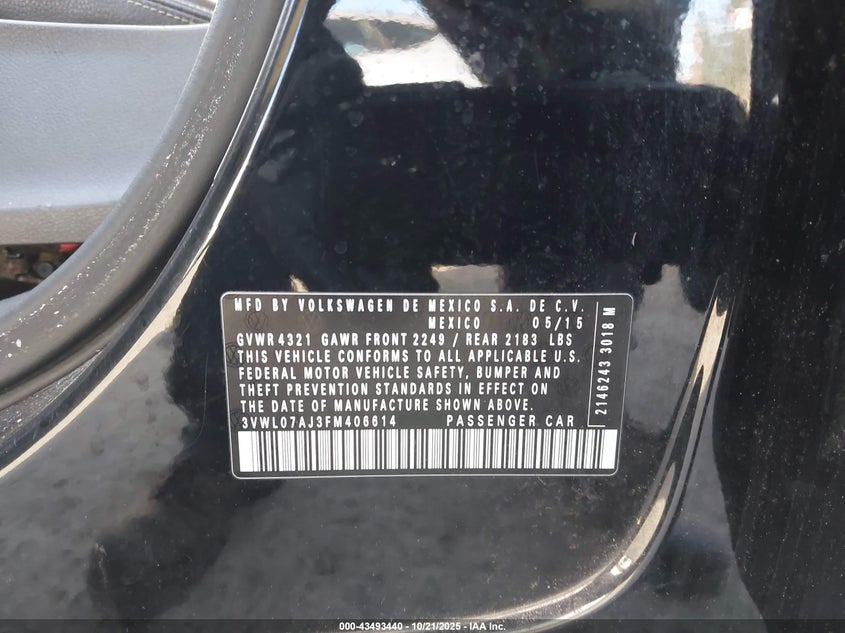 MFD BY VOLKSWAGEN DE MEXICO S.A. DE C.V.
MEXICO 05/15
GVWR 4321 GAWR FRONT 2249 / REAR 2183 LBS
THIS VEHICLE CONFORMS TO ALL APPLICABLE U.S.
FEDERAL MOTOR VEHICLE SAFETY, BUMPER AND
THEFT PREVENTION STANDARDS IN EFFECT ON
THE DATE OF MANUFACTURE SHOWN ABOVE.
3VWL07AJ3FM406614 PASSENGER CAR
2146243 3018 M
000-43493440 - 10/21/2025 - IAA Inc.